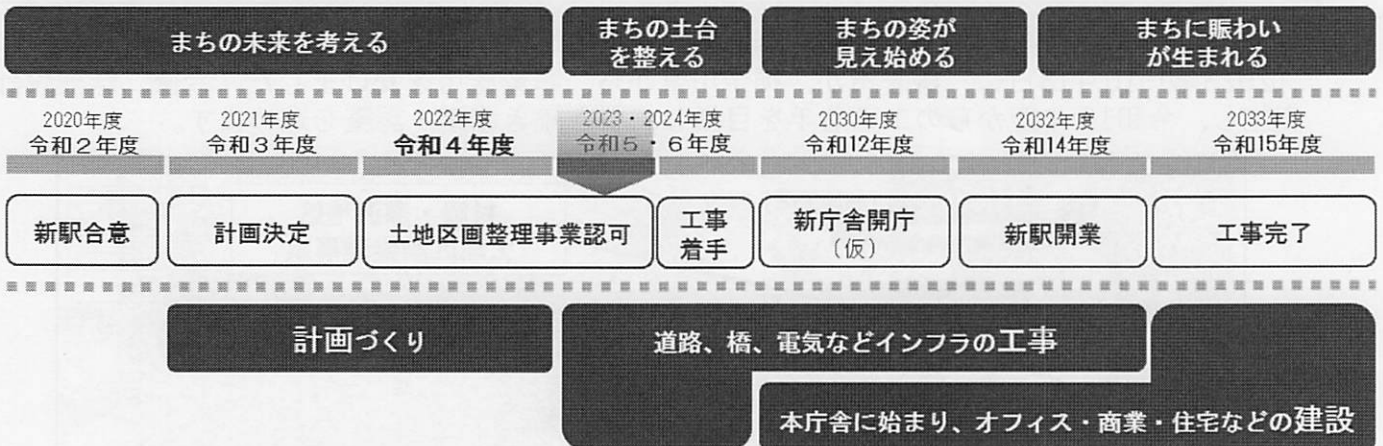 まちの未来を考える
まちの土台
を整える
まちの姿が
見え始める
まちに賑わい
が生まれる
2020年度
令和2年度
2021年度
令和3年度
2022年度
令和4年度
2023・2024年度
令和5・6年度
2030年度
令和12年度
2032年度
令和14年度
2033年度
令和15年度
新駅合意
計画決定
土地区画整理事業認可
工事
着手
新庁舎開庁
(仮)
新駅開業
工事完了
計画づくり
道路、橋、電気などインフラの工事
本庁舎に始まり、オフィス・商業・住宅などの建設